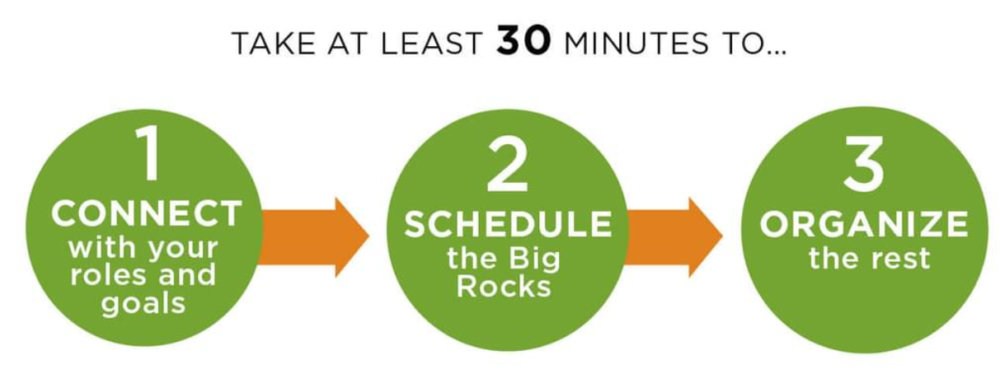 TAKE AT LEAST 30 MINUTES TO...
1
CONNECT
with your
roles and
goals
2
SCHEDULE
the Big
Rocks
3
ORGANIZE
the rest